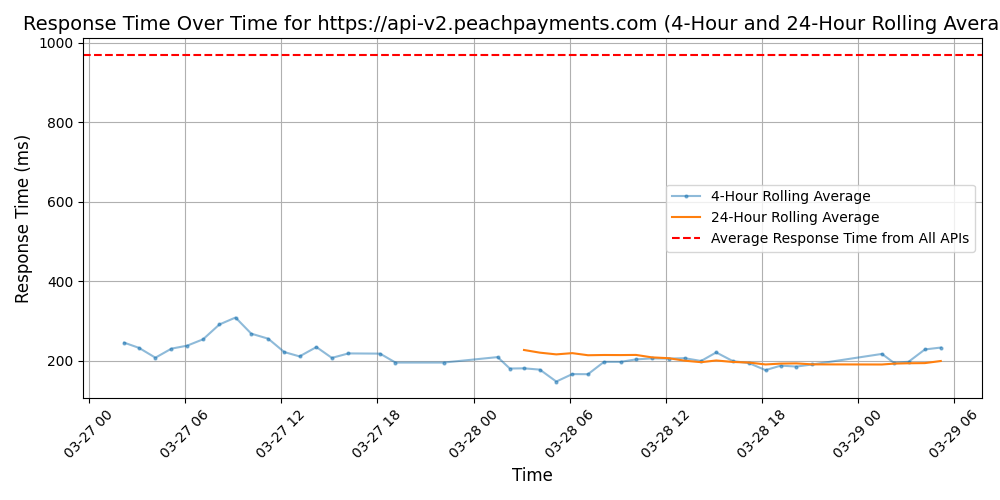 Response Time Over Time for https://api-v2.peachpayments.com (4-Hour and 24-Hour Rolling Avera
1000
800
600
400
200
Response Time (ms)
4-Hour Rolling Average
24-Hour Rolling Average
Average Response Time from All APIs
03-27 00
03-27 06
03-27 12
03-27 18
03-28 00
03-28 06
03-28 12
03-28 18
03-29 00
03-29 06
Time